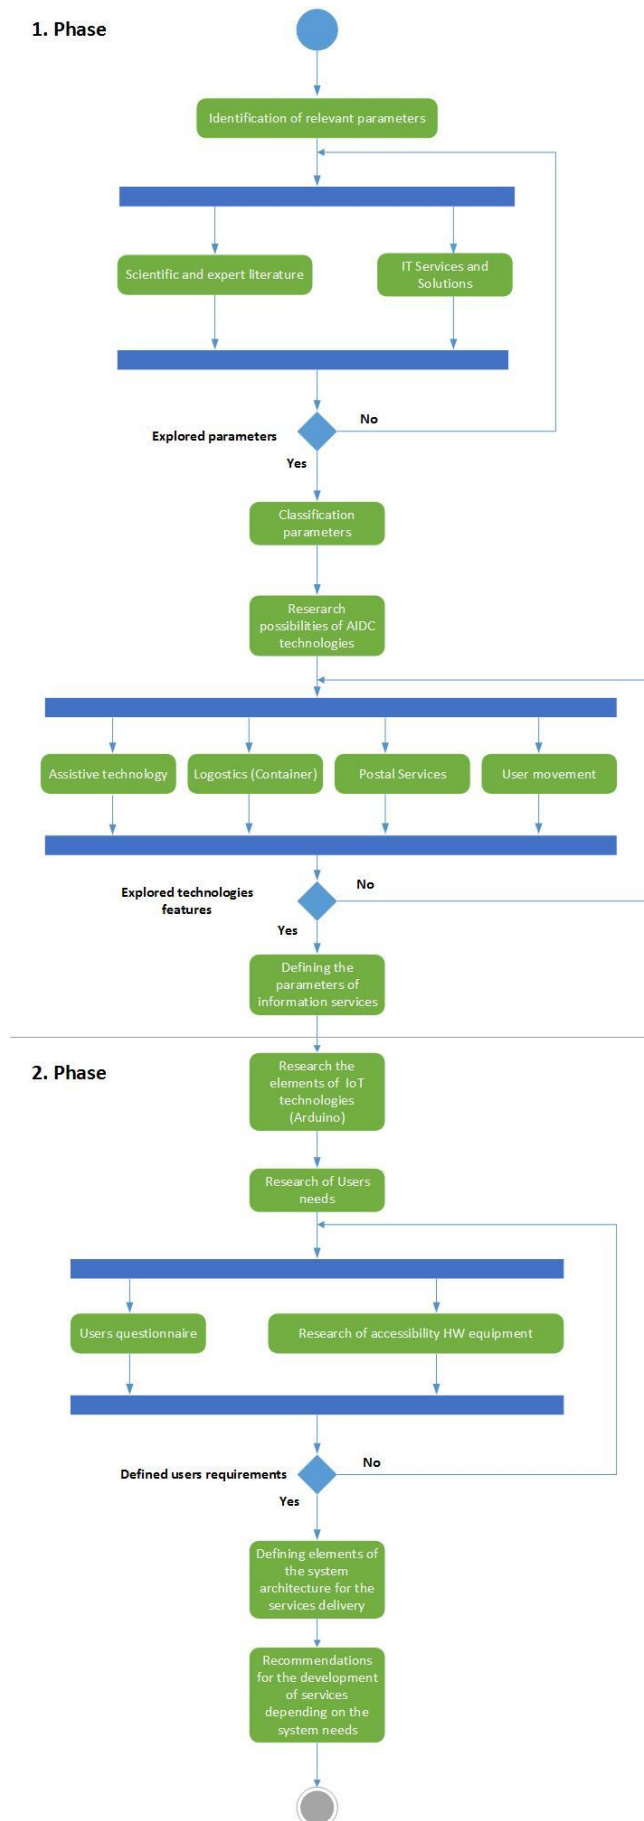 1. Phase
Identification of relevant parameters
Scientific and expert literature
IT Services and
Solutions
No
Explored parameters
Yes
Classification
parameters
Reserarch
possibilities of AIDC
technologies
Assistive technology
Logostics (Container)
Postal Services
User movement
No
Explored technologies
features
Yes
Defining the
parameters of
information services
2. Phase
Research the
elements of IoT
technologies
(Arduino)
Research of Users
needs
Users questionnaire
Research of accessibility HW equipment
No
Defined users requirements
Yes
Defining elements of
the system
architecture for the
services delivery
Recommendations
for the development
of services
depending on the
system needs